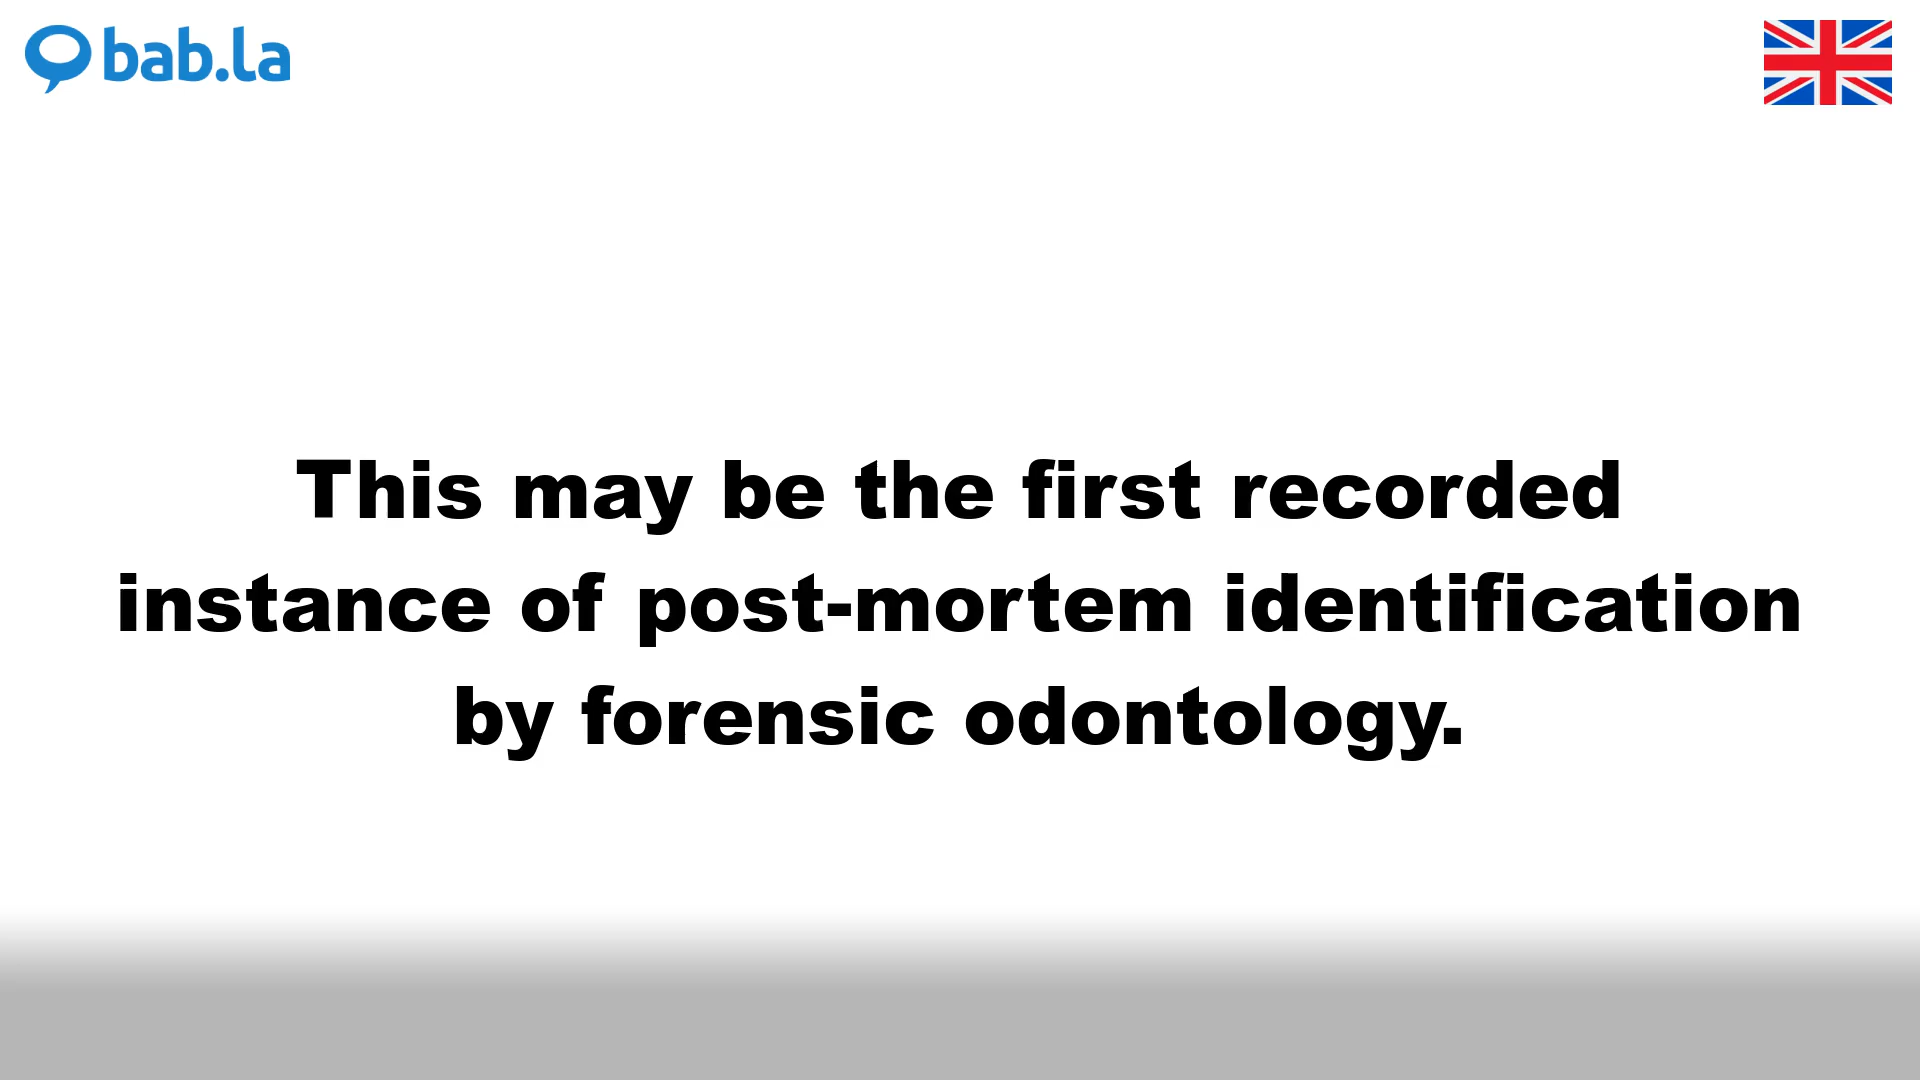 bab.la
This may be the first recorded
instance of post-mortem identification
by forensic odontology.